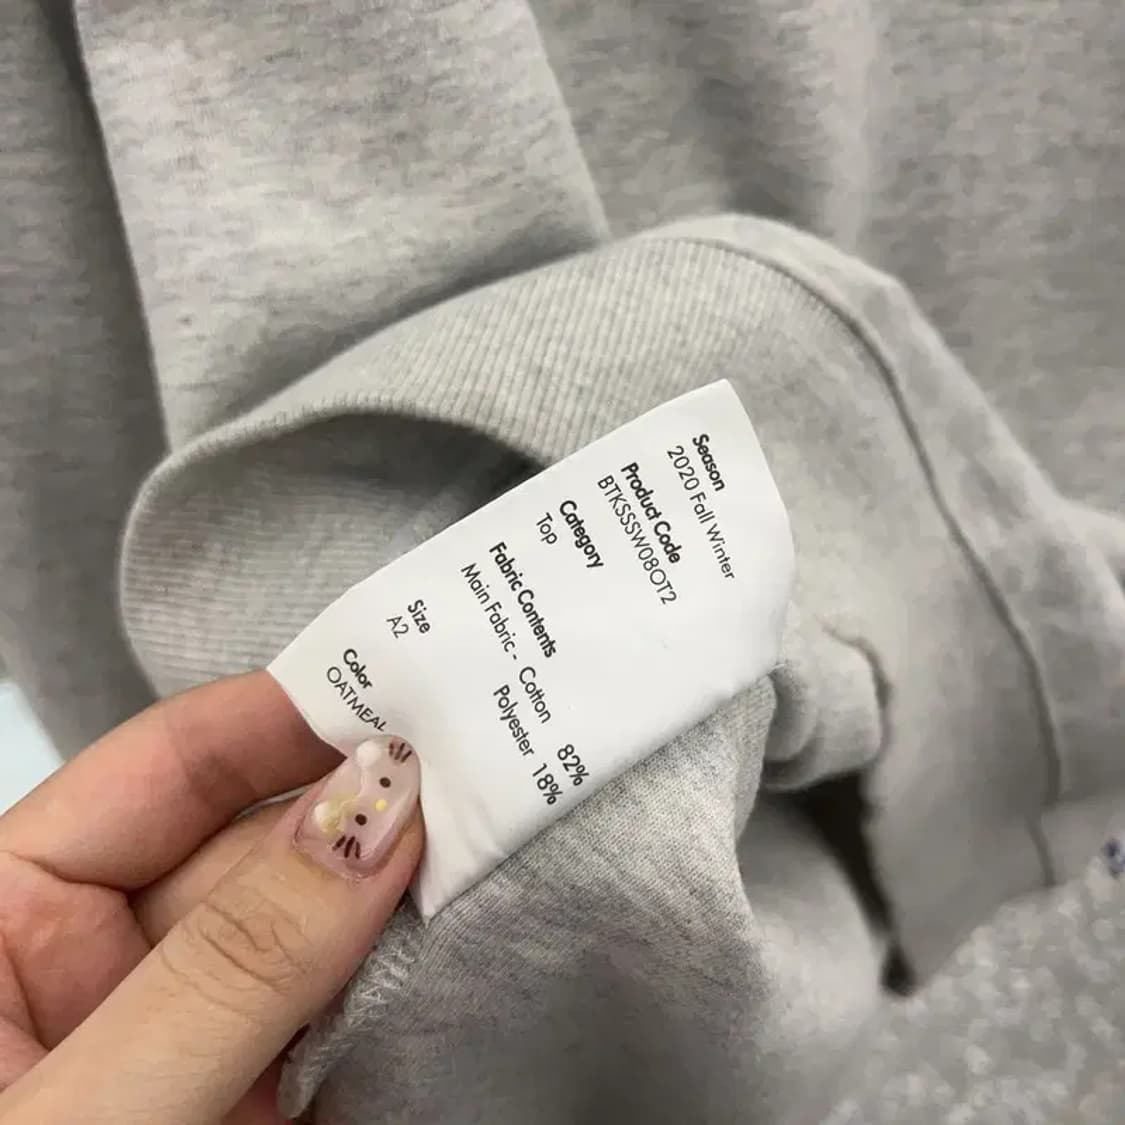 Season
2020 Fall Winter
Product Code
BTKSSSW08OT2
Category
Top
Fabric Contents
Main Fabric - Cotton 82%
Polyester 18%
Size
A2
Color
OATMEAL